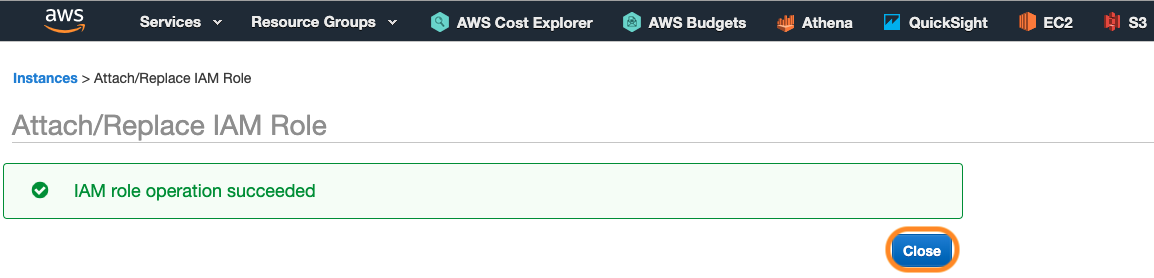 aws Services Resource Groups AWS Cost Explorer AWS Budgets Athena QuickSight EC2 S3
Instances > Attach/Replace IAM Role
Attach/Replace IAM Role
IAM role operation succeeded
Close